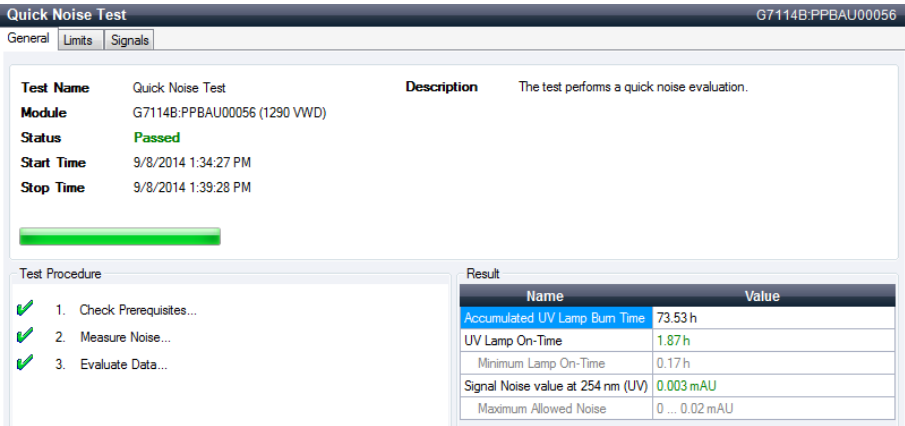 Quick Noise Test G7114B:PPBAU00056
General Limits Signals
Test Name Quick Noise Test Description The test performs a quick noise evaluation.
Module G7114B:PPBAU00056 (1290 VWD)
Status Passed
Start Time 9/8/2014 1:34:27 PM
Stop Time 9/8/2014 1:39:28 PM
Test Procedure
1. Check Prerequisites...
2. Measure Noise...
3. Evaluate Data...
Result
Name Value
Accumulated UV Lamp Burn Time 73.53 h
UV Lamp On-Time 1.87 h
Minimum Lamp On-Time 0.17 h
Signal Noise value at 254 nm (UV) 0.003 mAU
Maximum Allowed Noise 0 ... 0.02 mAU